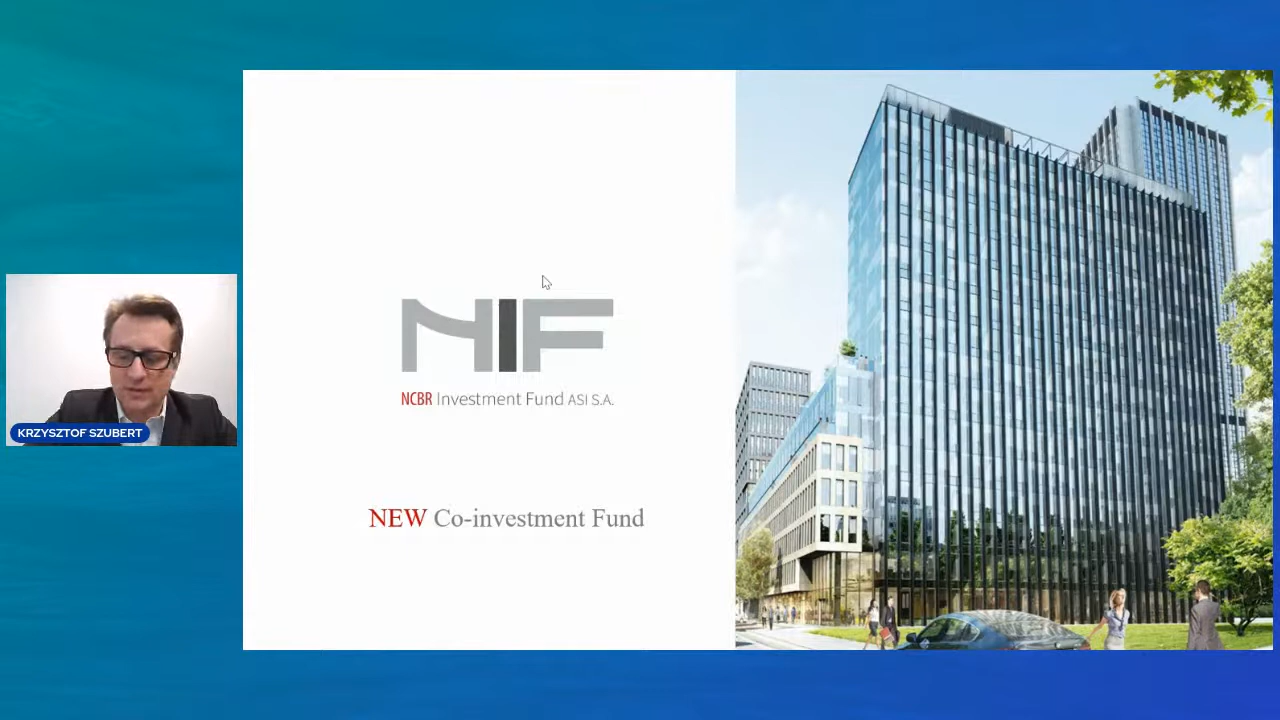 NIF
NCBR Investment Fund ASI S.A.
KRZYSZTOF SZUBERT
NEW Co-investment Fund